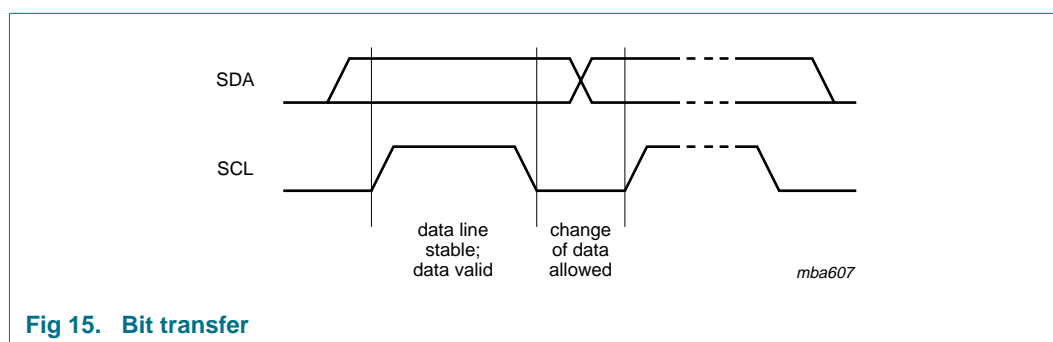 SDA
SCL
data line
stable;
data valid
change
of data
allowed
mba607
Fig 15. Bit transfer